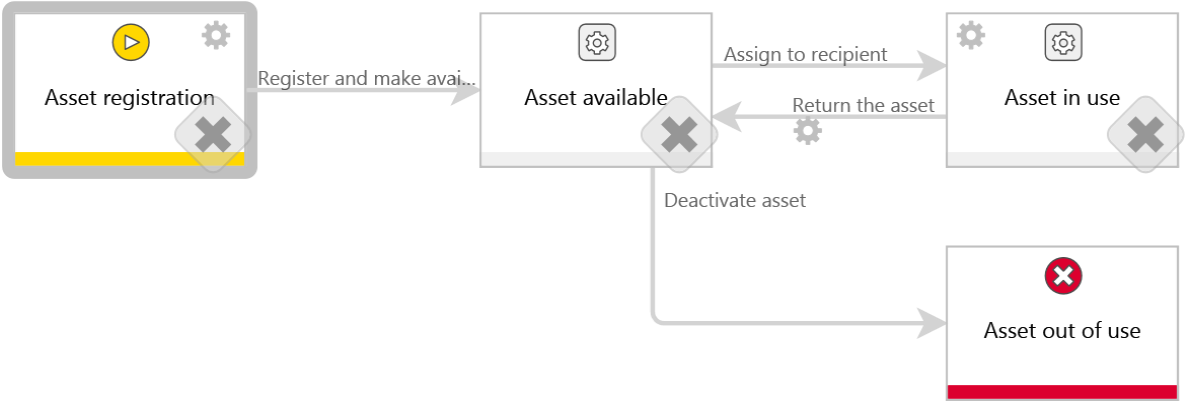 Asset registration
Register and make avai...
Asset available
Assign to recipient
Return the asset
Asset in use
Deactivate asset
Asset out of use